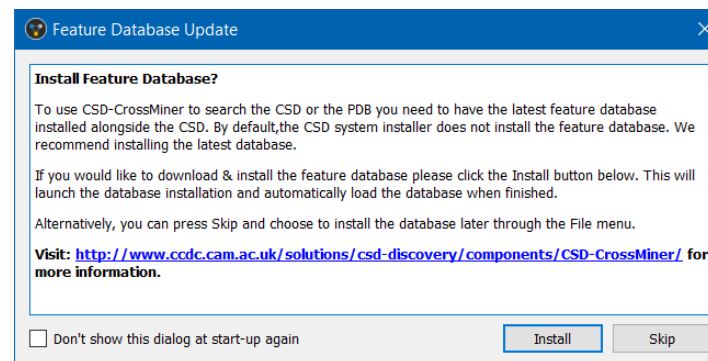 Feature Database Update
Install Feature Database?
To use CSD-CrossMiner to search the CSD or the PDB you need to have the latest feature database
installed alongside the CSD. By default,the CSD system installer does not install the feature database. We
recommend installing the latest database.
If you would like to download & install the feature database please click the Install button below. This will
launch the database installation and automatically load the database when finished.
Alternatively, you can press Skip and choose to install the database later through the File menu.
Visit: http://www.ccdc.cam.ac.uk/solutions/csd-discovery/components/CSD-CrossMiner/ for
more information.
Don't show this dialog at start-up again
Install
Skip